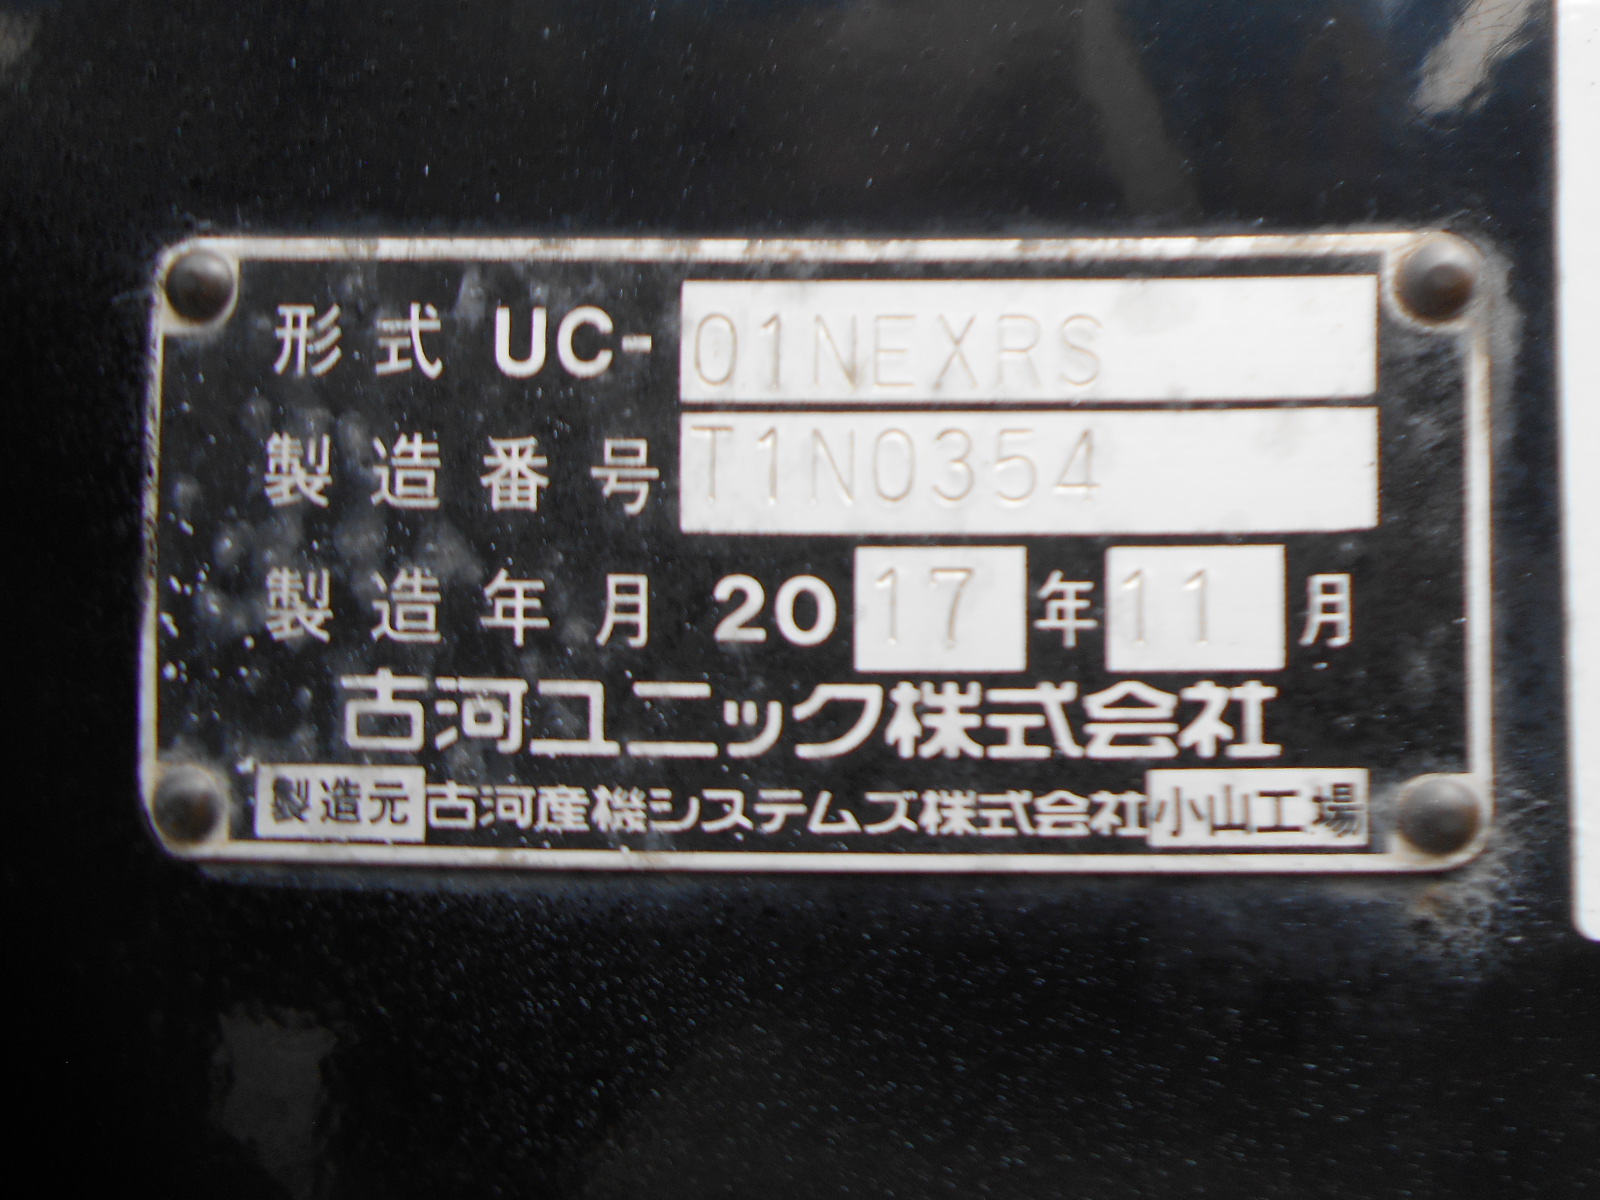 形式 UC-01NEXRS
製造番号 T1N0354
製造年月 2017年11月
古河ユニック株式会社
製造元 古河産機システムズ株式会社 小山工場